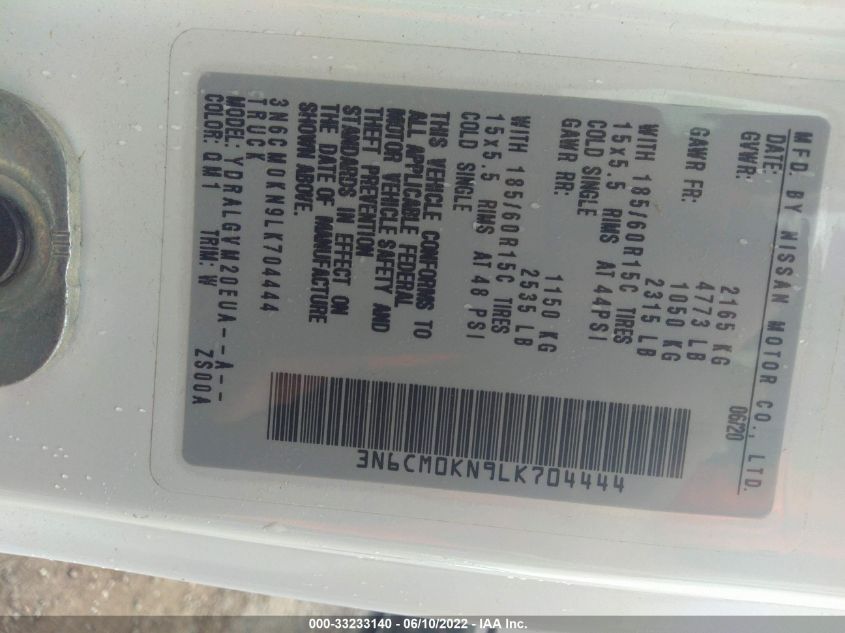 MFD. BY NISSAN MOTOR CO., LTD.
DATE: 06/20
GVWR: 2165 KG
4773 LB
GAWR FR: 1050 KG
2315 LB
WITH 185/60R15C TIRES
15x5.5 RIMS AT 44PSI
COLD SINGLE
GAWR RR: 1150 KG
2535 LB
WITH 185/60R15C TIRES
15x5.5 RIMS AT 48 PSI
COLD SINGLE
THIS VEHICLE CONFORMS TO
ALL APPLICABLE FEDERAL
MOTOR VEHICLE SAFETY AND
THEFT PREVENTION
STANDARDS IN EFFECT ON
THE DATE OF MANUFACTURE
SHOWN ABOVE.
3N6CM0KN9LK704444
TRUCK
MODEL: YDRALGVM20EUA--A--
COLOR: QM1 TRIM: W ZS00A
3N6CM0KN9LK704444
000-33233140 - 06/10/2022 - IAA Inc.